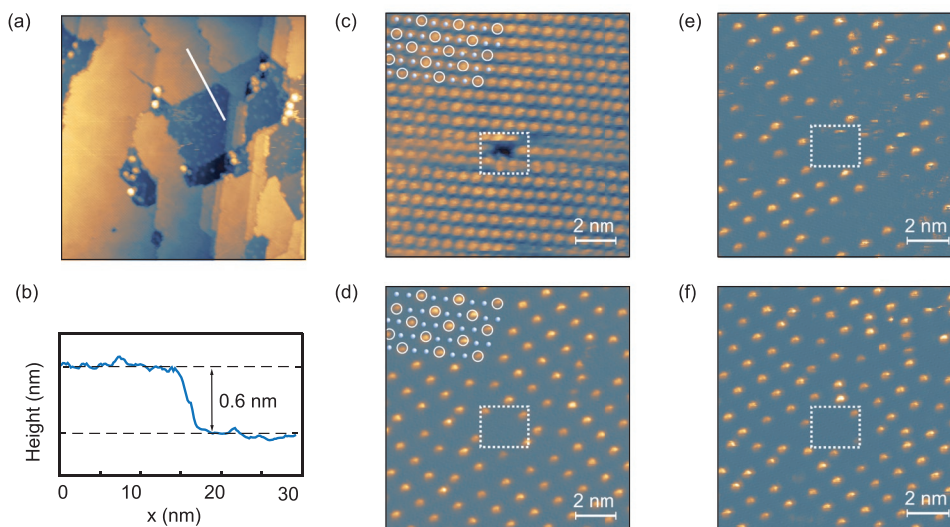 (a)
(c)
2 nm
(e)
2 nm
(b)
Height (nm)
0.6 nm
0
10
20
30
x (nm)
(d)
2 nm
(f)
2 nm